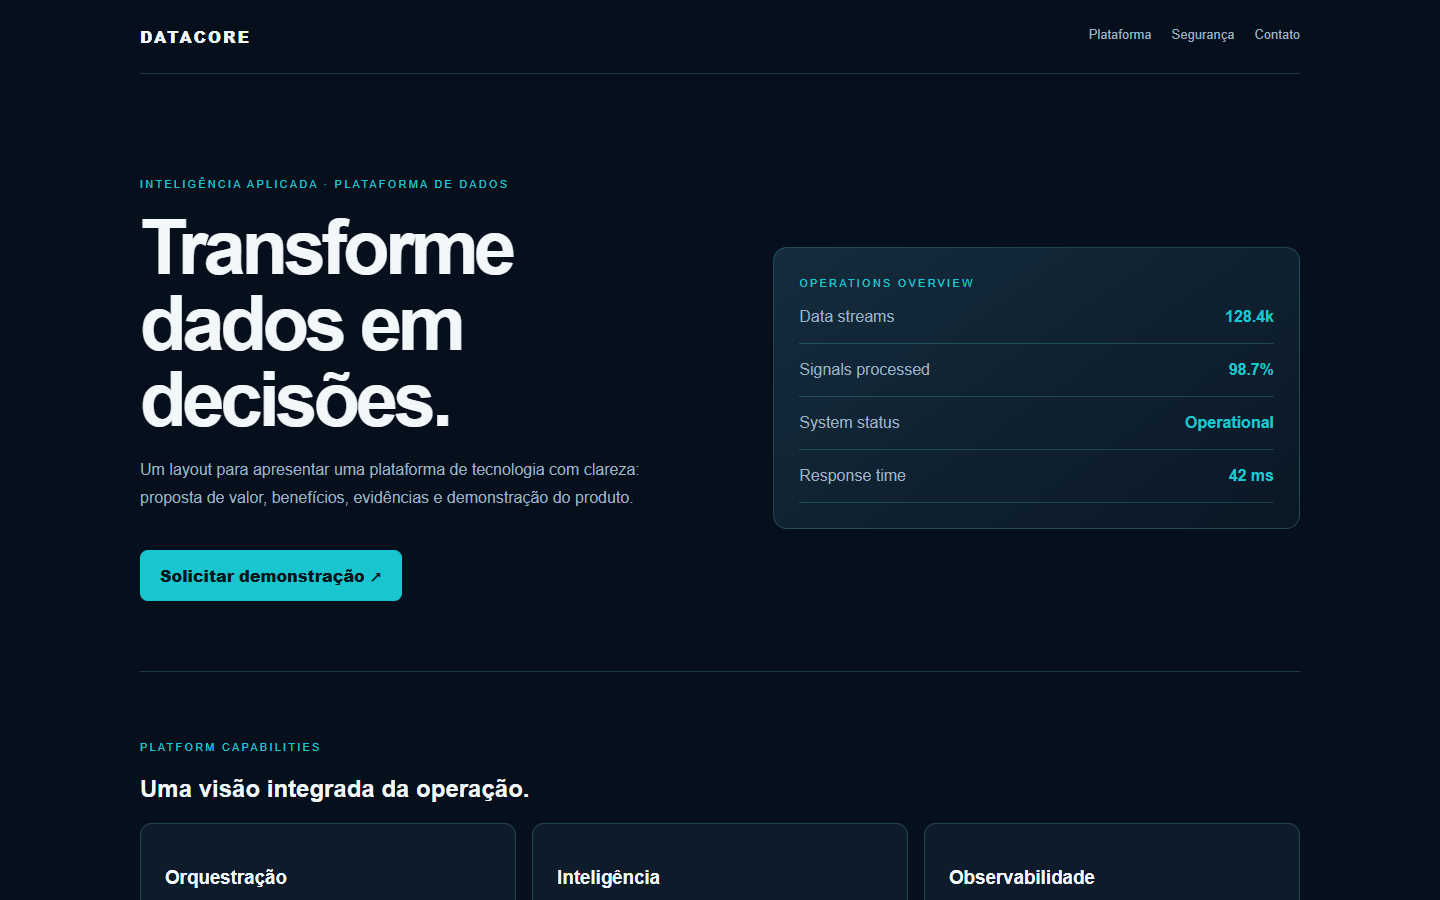 DATACORE
Plataforma Segurança Contato
INTELIGÊNCIA APLICADA · PLATAFORMA DE DADOS
Transforme
dados em
decisões.
Um layout para apresentar uma plataforma de tecnologia com clareza:
proposta de valor, benefícios, evidências e demonstração do produto.
Solicitar demonstração ↗
OPERATIONS OVERVIEW
Data streams 128.4k
Signals processed 98.7%
System status Operational
Response time 42 ms
PLATFORM CAPABILITIES
Uma visão integrada da operação.
Orquestração
Inteligência
Observabilidade